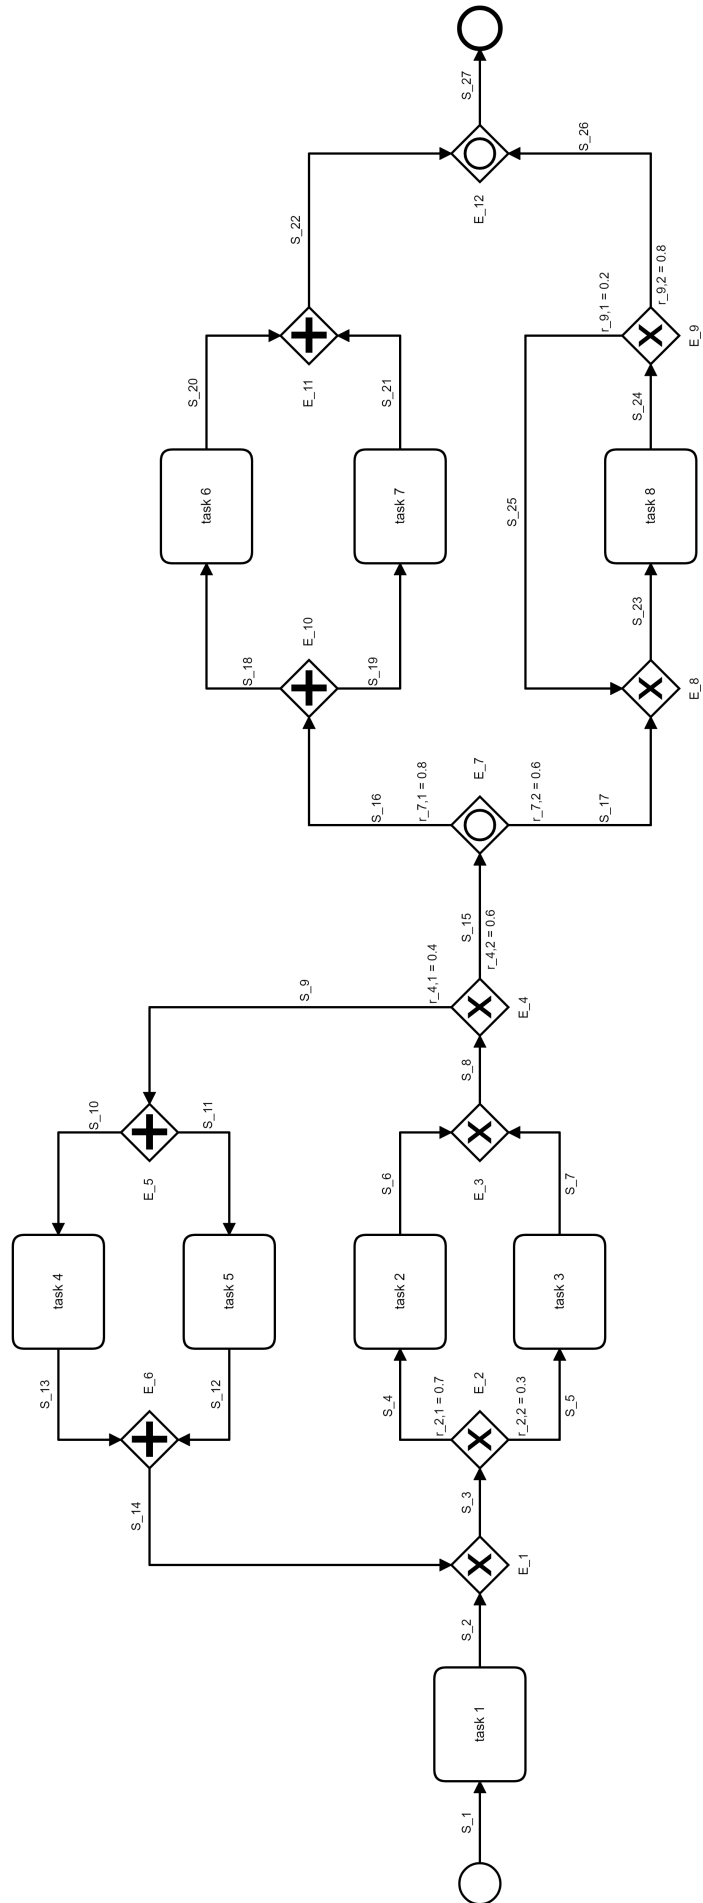 S_1
task 1
S_2
E_1
S_3
E_2
r_2,1 = 0.7
r_2,2 = 0.3
S_4
S_5
task 2
task 3
S_6
S_7
E_3
S_8
E_4
r_4,1 = 0.4
r_4,2 = 0.6
S_9
E_5
S_10
S_11
task 4
task 5
S_13
S_12
E_6
S_14
S_15
E_7
r_7,1 = 0.8
r_7,2 = 0.6
S_16
S_17
E_10
S_18
S_19
task 6
task 7
S_20
S_21
E_11
S_22
E_8
S_23
task 8
S_24
E_9
r_9,1 = 0.2
r_9,2 = 0.8
S_25
S_26
E_12
S_27